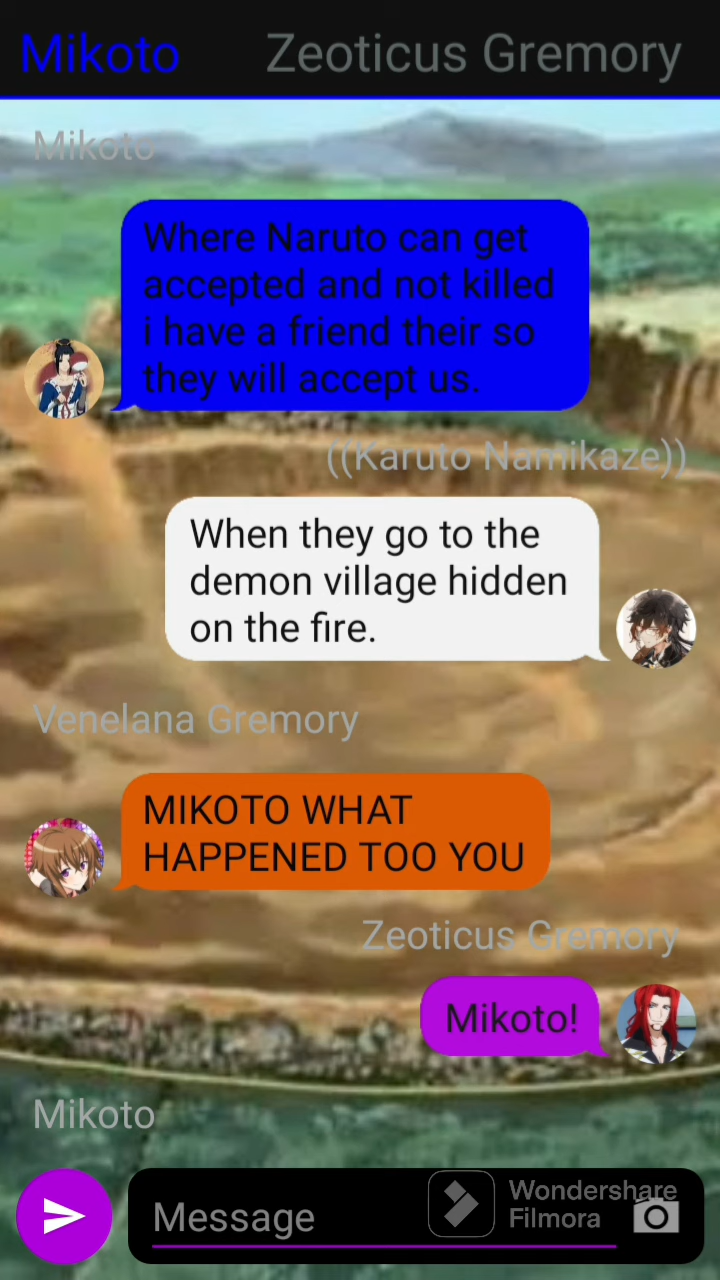 Mikoto Zeoticus Gremory
Mikoto
Where Naruto can get
accepted and not killed
i have a friend their so
they will accept us.
((Karuto Namikaze))
When they go to the
demon village hidden
on the fire.
Venelana Gremory
MIKOTO WHAT
HAPPENED TOO YOU
Zeoticus Gremory
Mikoto!
Mikoto
Message
Wondershare
Filmora